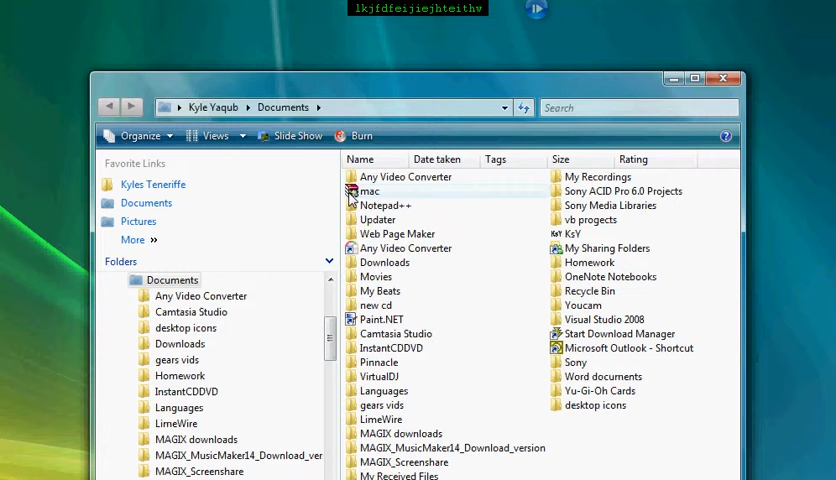 lkjfdfeijiejhteithv
Kyle Yaqub Documents
Search
Organize Views Slide Show Burn
Favorite Links
Kyles Teneriffe
Documents
Pictures
More »
Folders
Documents
Any Video Converter
Camtasia Studio
desktop icons
Downloads
gears vids
Homework
InstantCDDVD
Languages
LimeWire
MAGIX downloads
MAGIX_MusicMaker14_Download_ver
MAGIX_Screenshare
Name Date taken Tags Size Rating
Any Video Converter
mac
Notepad++
Updater
Web Page Maker
Any Video Converter
Downloads
Movies
My Beats
new cd
Paint.NET
Camtasia Studio
InstantCDDVD
Pinnacle
VirtualDJ
Languages
gears vids
LimeWire
MAGIX downloads
MAGIX_MusicMaker14_Download_version
MAGIX_Screenshare
My Received Files
My Recordings
Sony ACID Pro 6.0 Projects
Sony Media Libraries
vb progects
KsY KsY
My Sharing Folders
Homework
OneNote Notebooks
Recycle Bin
Youcam
Visual Studio 2008
Start Download Manager
Microsoft Outlook - Shortcut
Sony
Word documents
Yu-Gi-Oh Cards
desktop icons